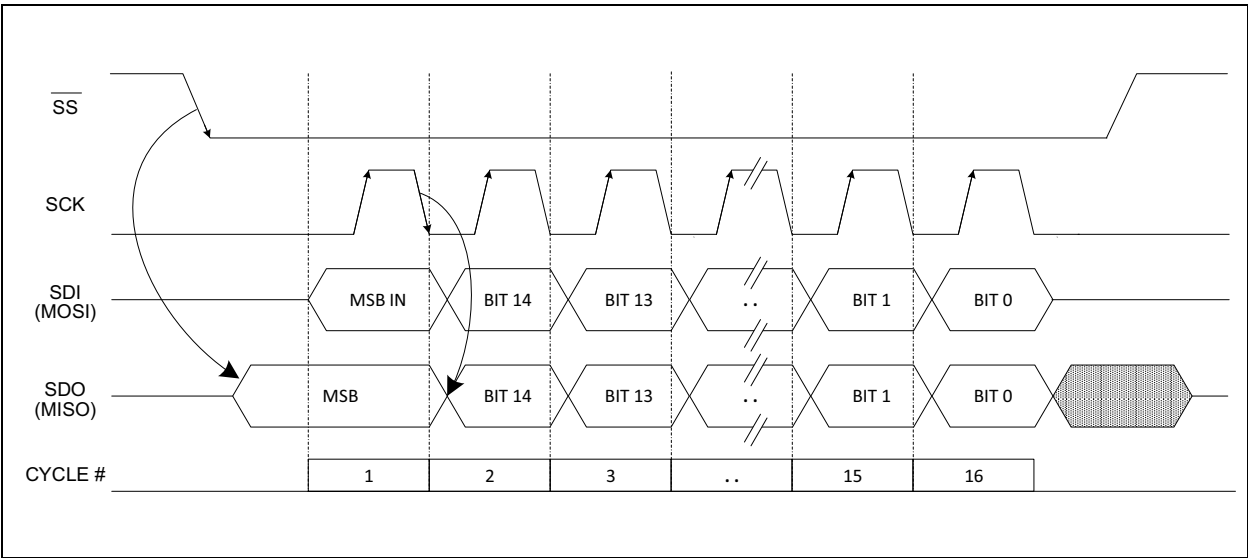 SS
SCK
SDI
(MOSI)
MSB IN
BIT 14
BIT 13
..
BIT 1
BIT 0
SDO
(MISO)
MSB
BIT 14
BIT 13
..
BIT 1
BIT 0
CYCLE #
1
2
3
..
15
16